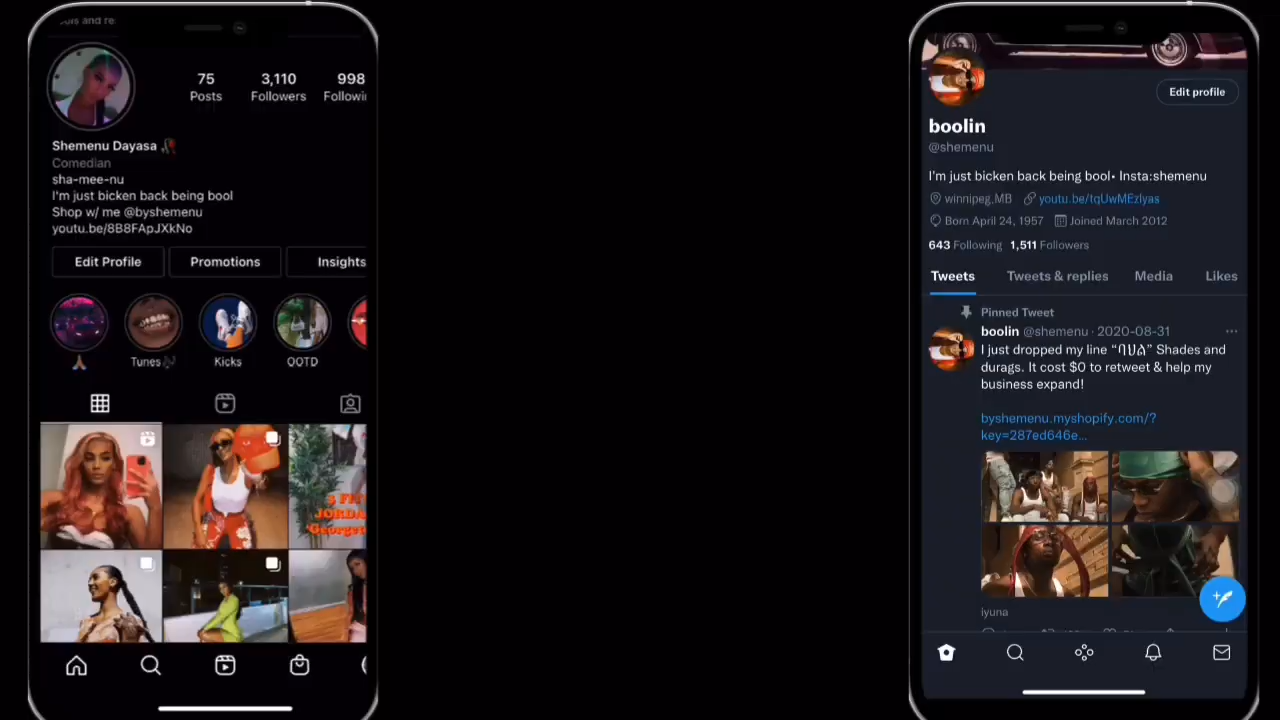 75
3,110
998
Posts
Followers
Followi
Shemenu Dayasa
Comedian
sha-mee-nu
I'm just bicken back being bool
Shop w/ me @byshemenu
youtu.be/8B8FApJXkNo
Edit Profile
Promotions
Insights
Tunes
Kicks
OOTD
Edit profile
boolin
@shemenu
I'm just bicken back being bool• Insta:shemenu
winnipeg,MB
youtu.be/tqUwMEzlyas
Born April 24, 1957
Joined March 2012
643 Following 1,511 Followers
Tweets
Tweets & replies
Media
Likes
Pinned Tweet
boolin @shemenu · 2020-08-31
I just dropped my line “ባህል” Shades and
durags. It cost $0 to retweet & help my
business expand!
byshemenu.myshopify.com/?
key=287ed646e...
iyuna